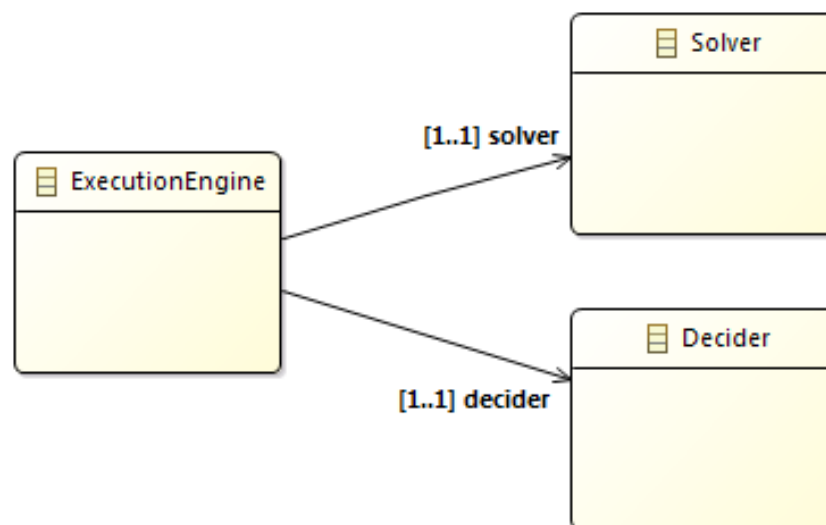 Solver
[1..1] solver
ExecutionEngine
Decider
[1..1] decider